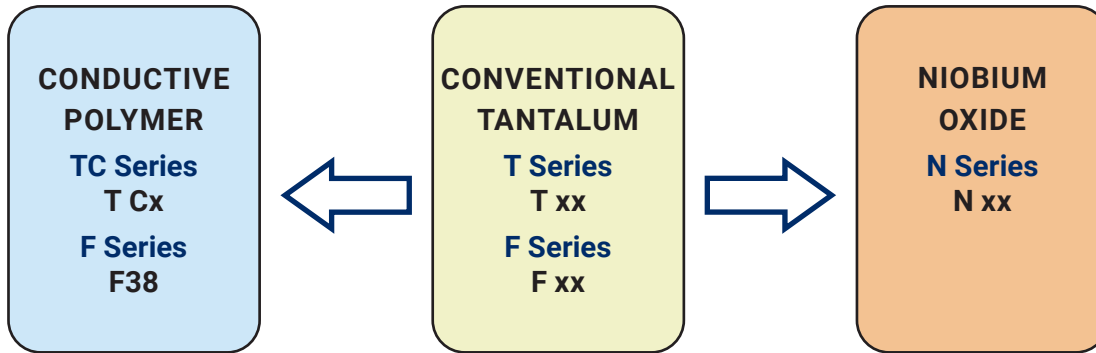 CONDUCTIVE
POLYMER
TC Series
T Cx
F Series
F38
CONVENTIONAL
TANTALUM
T Series
T xx
F Series
F xx
NIOBIUM
OXIDE
N Series
N xx